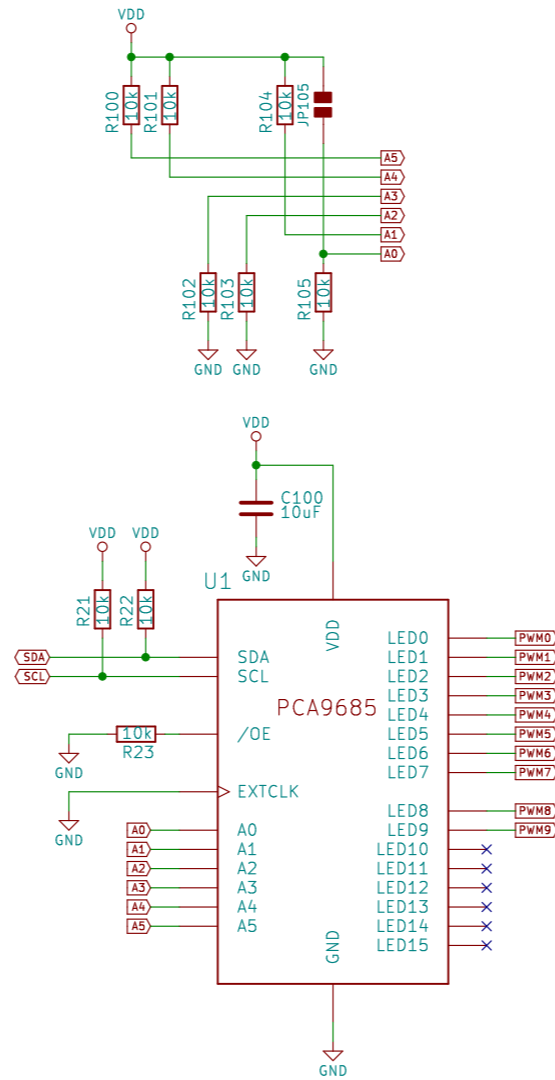 VDD
R100 10k R101 10k R104 10k JP105
A5
A4
A3
A2
A1
A0
R102 10k R103 10k R105 10k
GND GND GND
VDD
C100
10uF
GND
VDD VDD
R21 10k R22 10k
U1
VDD
SDA SDA LED0 PWM0
LED1 PWM1
SCL SCL LED2 PWM2
LED3 PWM3
PCA9685
LED4 PWM4
10k /OE LED5 PWM5
R23 LED6 PWM6
GND LED7 PWM7
EXTCLK
LED8 PWM8
GND
A0 A0 LED9 PWM9
A1 A1 LED10
A2 A2 LED11
A3 A3 LED12
A4 A4 LED13
A5 A5 LED14
LED15
GND
GND